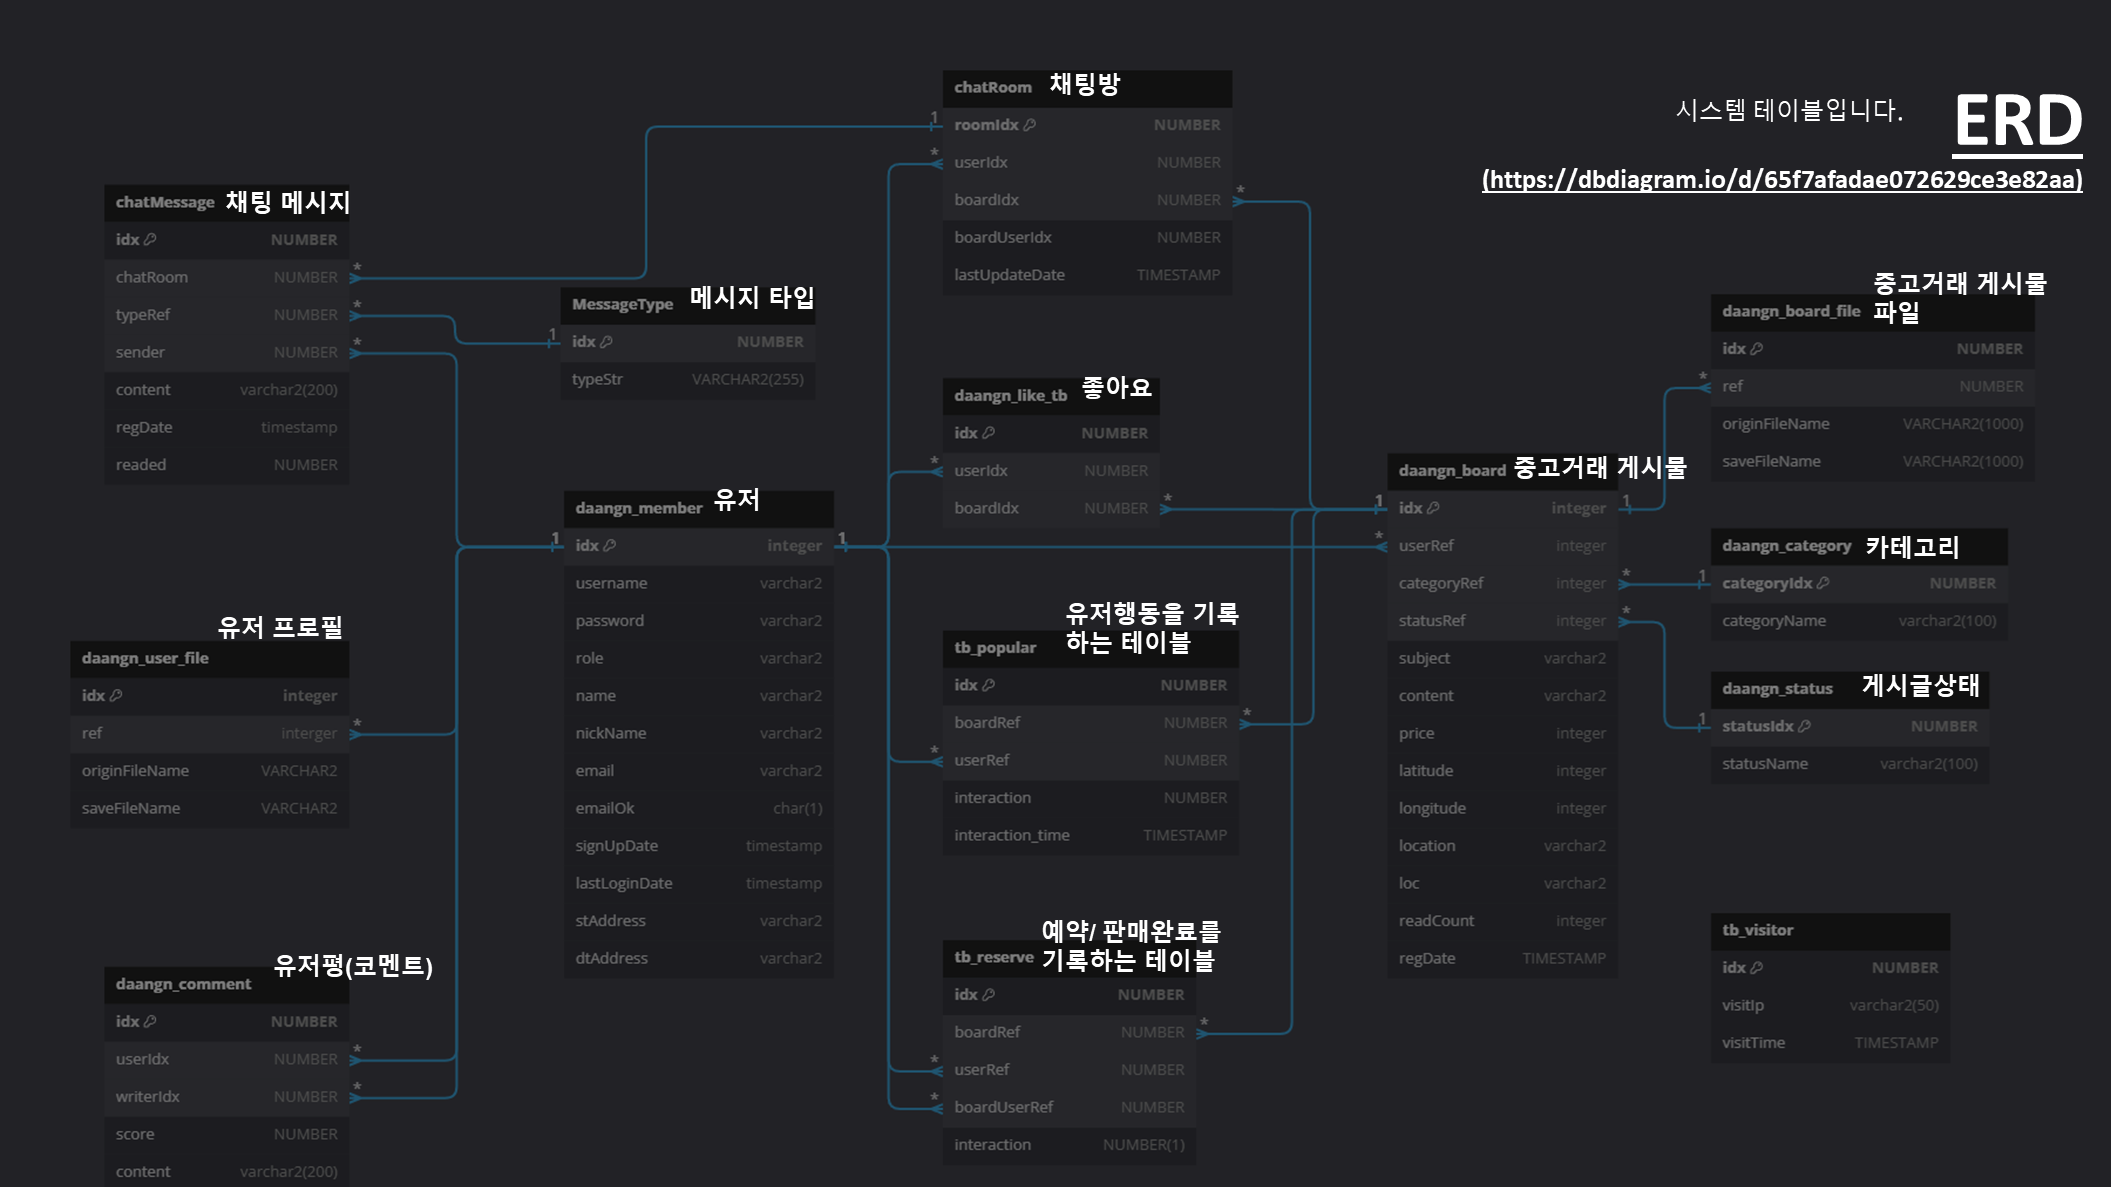 시스템 테이블입니다.
ERD
(https://dbdiagram.io/d/65f7afadae072629ce3e82aa)
chatRoom 채팅방
roomIdx NUMBER
userIdx NUMBER
boardIdx NUMBER
boardUserIdx NUMBER
lastUpdateDate TIMESTAMP
1
*
*
chatMessage 채팅 메시지
idx NUMBER
chatRoom NUMBER
typeRef NUMBER
sender NUMBER
content varchar2(200)
regDate timestamp
readed NUMBER
*
*
*
MessageType 메시지 타입
idx NUMBER
typeStr VARCHAR2(255)
1
daangn_like_tb 좋아요
idx NUMBER
userIdx NUMBER
boardIdx NUMBER
*
*
daangn_member 유저
idx integer
username varchar2
password varchar2
role varchar2
name varchar2
nickName varchar2
email varchar2
emailOk char(1)
signUpDate timestamp
lastLoginDate timestamp
stAddress varchar2
dtAddress varchar2
1
1
유저 프로필
daangn_user_file
idx integer
ref interger
originFileName VARCHAR2
saveFileName VARCHAR2
*
유저평(코멘트)
daangn_comment
idx NUMBER
userIdx NUMBER
writerIdx NUMBER
score NUMBER
content varchar2(200)
*
*
유저행동을 기록
하는 테이블
tb_popular
idx NUMBER
boardRef NUMBER
userRef NUMBER
interaction NUMBER
interaction_time TIMESTAMP
*
*
예약/ 판매완료를
기록하는 테이블
tb_reserve
idx NUMBER
boardRef NUMBER
userRef NUMBER
boardUserRef NUMBER
interaction NUMBER(1)
*
*
*
daangn_board 중고거래 게시물
idx integer
userRef integer
categoryRef integer
statusRef integer
subject varchar2
content varchar2
price integer
latitude integer
longitude integer
location varchar2
loc varchar2
readCount integer
regDate TIMESTAMP
1
1
*
*
*
중고거래 게시물
파일
daangn_board_file
idx NUMBER
ref NUMBER
originFileName VARCHAR2(1000)
saveFileName VARCHAR2(1000)
*
daangn_category 카테고리
categoryIdx NUMBER
categoryName varchar2(100)
1
daangn_status 게시글상태
statusIdx NUMBER
statusName varchar2(100)
1
tb_visitor
idx NUMBER
visitIp varchar2(50)
visitTime TIMESTAMP